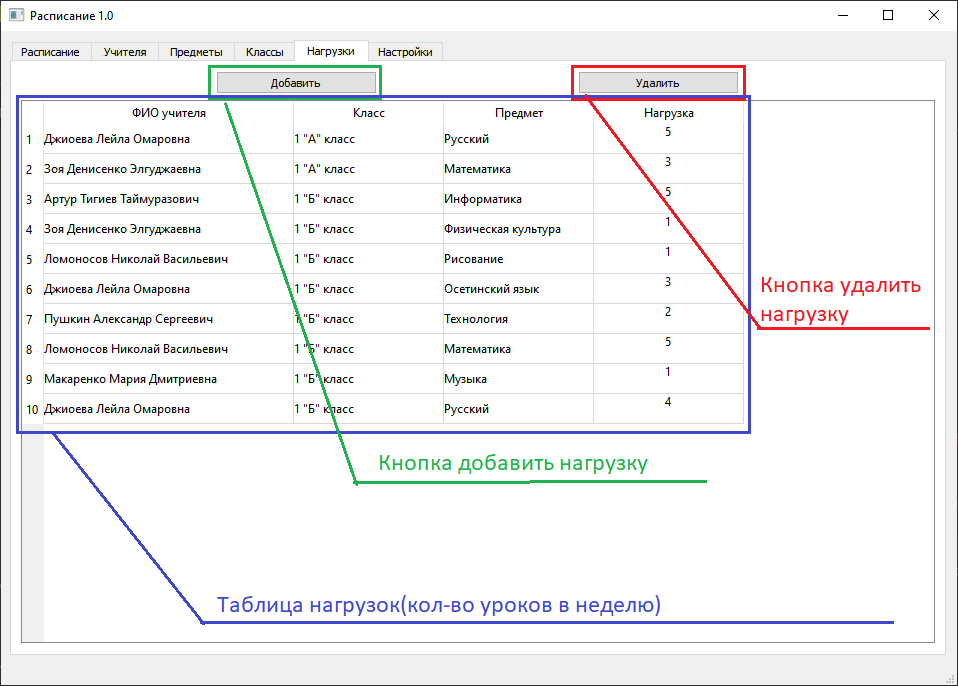 Расписание 1.0
Расписание Учителя Предметы Классы Нагрузки Настройки
Добавить Удалить
ФИО учителя Класс Предмет Нагрузка
1 Джиоева Лейла Омаровна 1 "А" класс Русский 5
2 Зоя Денисенко Элгуджаевна 1 "А" класс Математика 3
3 Артур Тигиев Таймуразович 1 "Б" класс Информатика 5
4 Зоя Денисенко Элгуджаевна 1 "Б" класс Физическая культура 1
5 Ломоносов Николай Васильевич 1 "Б" класс Рисование 1
6 Джиоева Лейла Омаровна 1 "Б" класс Осетинский язык 3
7 Пушкин Александр Сергеевич 1 "Б" класс Технология 2
8 Ломоносов Николай Васильевич 1 "Б" класс Математика 5
9 Макаренко Мария Дмитриевна 1 "Б" класс Музыка 1
10 Джиоева Лейла Омаровна 1 "Б" класс Русский 4
Кнопка удалить
нагрузку
Кнопка добавить нагрузку
Таблица нагрузок(кол-во уроков в неделю)